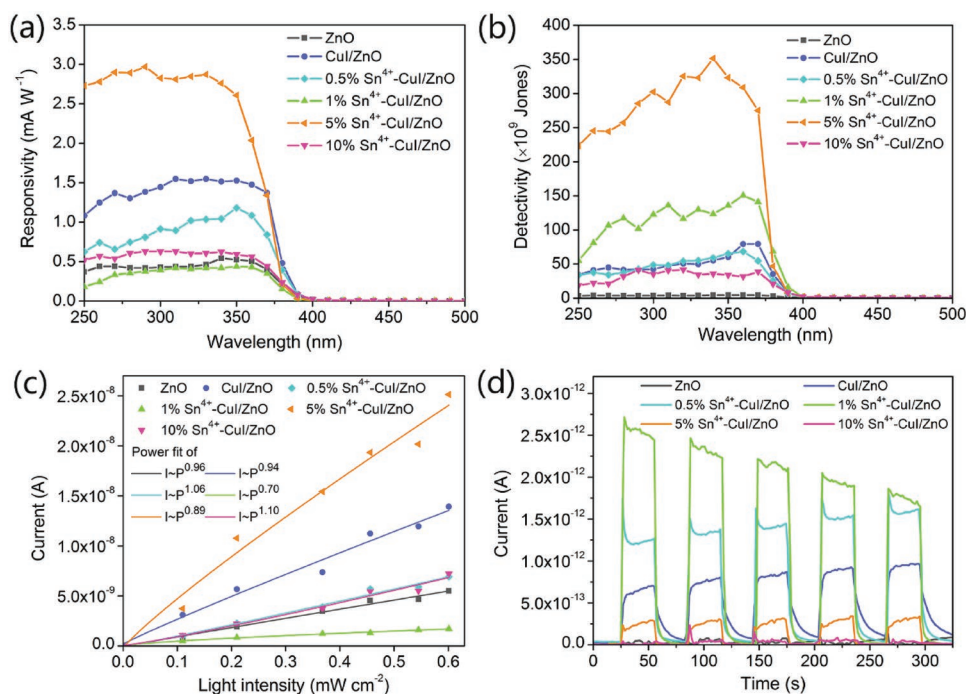 (a)
3.5
3.0
2.5
2.0
1.5
1.0
0.5
0.0
Responsivity (mA W⁻¹)
ZnO
CuI/ZnO
0.5% Sn⁴⁺-CuI/ZnO
1% Sn⁴⁺-CuI/ZnO
5% Sn⁴⁺-CuI/ZnO
10% Sn⁴⁺-CuI/ZnO
250 300 350 400 450 500
Wavelength (nm)
(b)
400
350
300
250
200
150
100
50
0
Detectivity (×10⁹ Jones)
ZnO
CuI/ZnO
0.5% Sn⁴⁺-CuI/ZnO
1% Sn⁴⁺-CuI/ZnO
5% Sn⁴⁺-CuI/ZnO
10% Sn⁴⁺-CuI/ZnO
250 300 350 400 450 500
Wavelength (nm)
(c)
2.5x10⁻⁸
2.0x10⁻⁸
1.5x10⁻⁸
1.0x10⁻⁸
5.0x10⁻⁹
0.0
Current (A)
ZnO CuI/ZnO 0.5% Sn⁴⁺-CuI/ZnO
1% Sn⁴⁺-CuI/ZnO 5% Sn⁴⁺-CuI/ZnO
10% Sn⁴⁺-CuI/ZnO
Power fit of
I~P⁰·⁹⁶ I~P⁰·⁹⁴
I~P¹·⁰⁶ I~P⁰·⁷⁰
I~P⁰·⁸⁹ I~P¹·¹⁰
0.0 0.1 0.2 0.3 0.4 0.5 0.6
Light intensity (mW cm⁻²)
(d)
3.0x10⁻¹²
2.5x10⁻¹²
2.0x10⁻¹²
1.5x10⁻¹²
1.0x10⁻¹²
5.0x10⁻¹³
0.0
Current (A)
ZnO CuI/ZnO
0.5% Sn⁴⁺-CuI/ZnO 1% Sn⁴⁺-CuI/ZnO
5% Sn⁴⁺-CuI/ZnO 10% Sn⁴⁺-CuI/ZnO
0 50 100 150 200 250 300
Time (s)